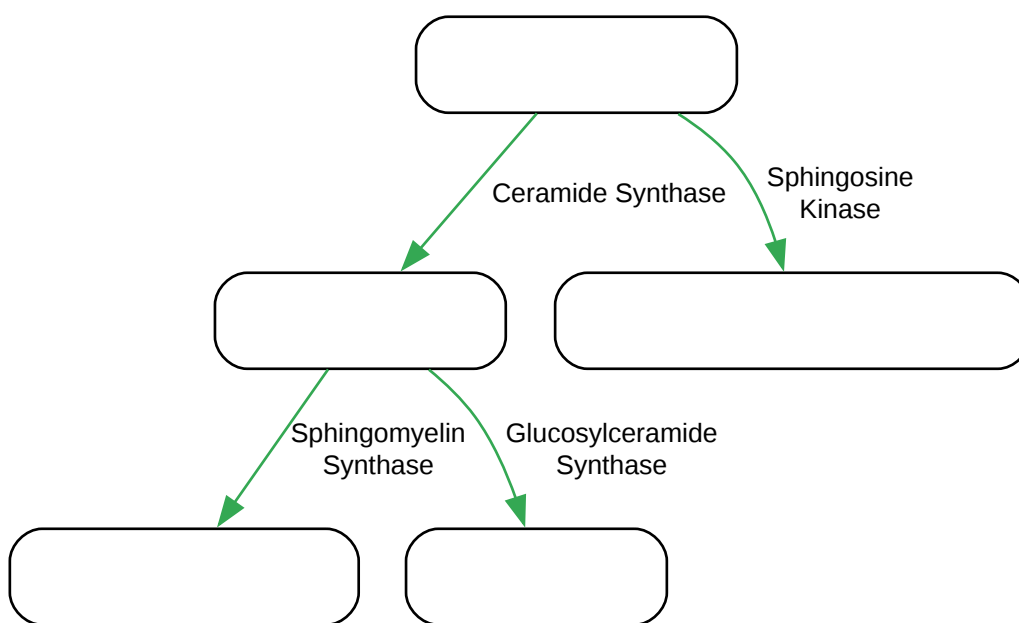 Ceramide Synthase
Sphingosine
Kinase
Sphingomyelin
Synthase
Glucosylceramide
Synthase